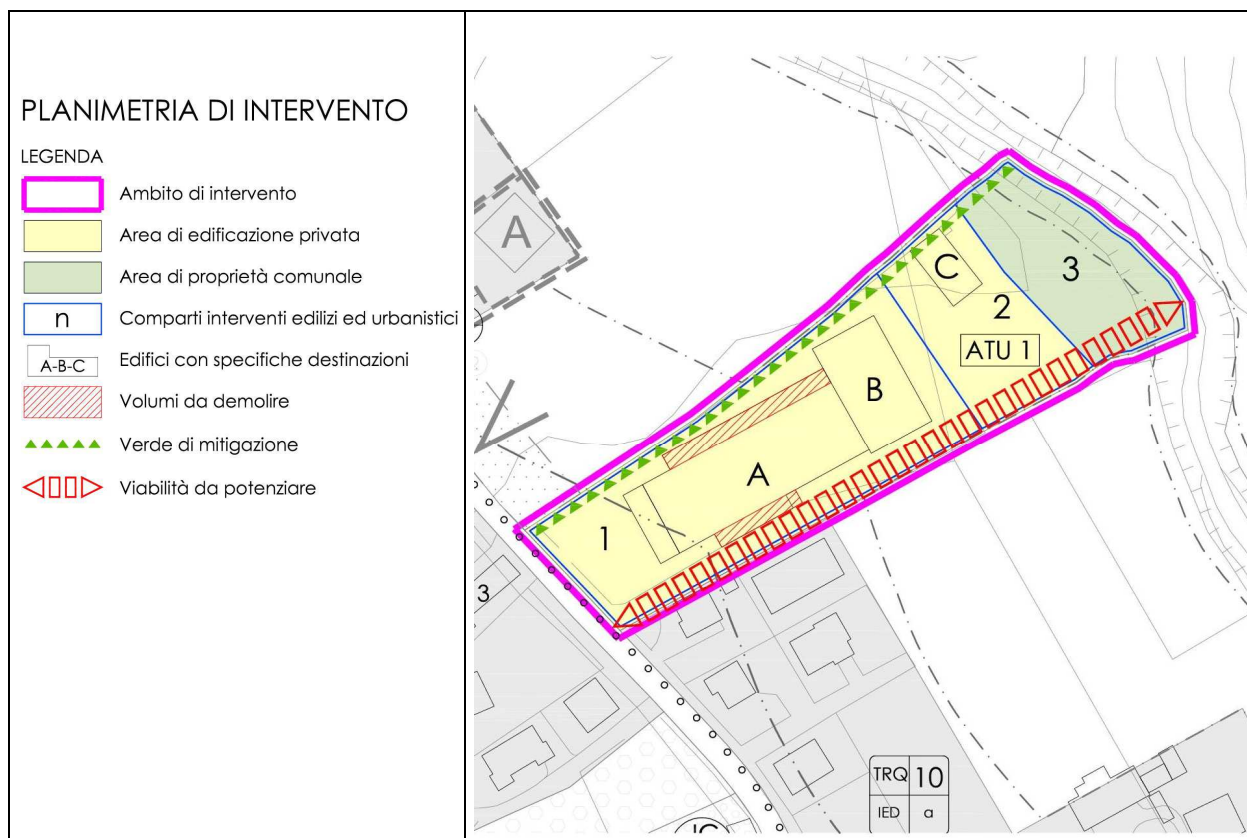 PLANIMETRIA DI INTERVENTO
LEGENDA
Ambito di intervento
Area di edificazione privata
Area di proprietà comunale
n
Comparti interventi edilizi ed urbanistici
A-B-C
Edifici con specifiche destinazioni
Volumi da demolire
Verde di mitigazione
Viabilità da potenziare
A
C
3
2
ATU 1
B
A
1
3
TRQ 10
IED a
IC